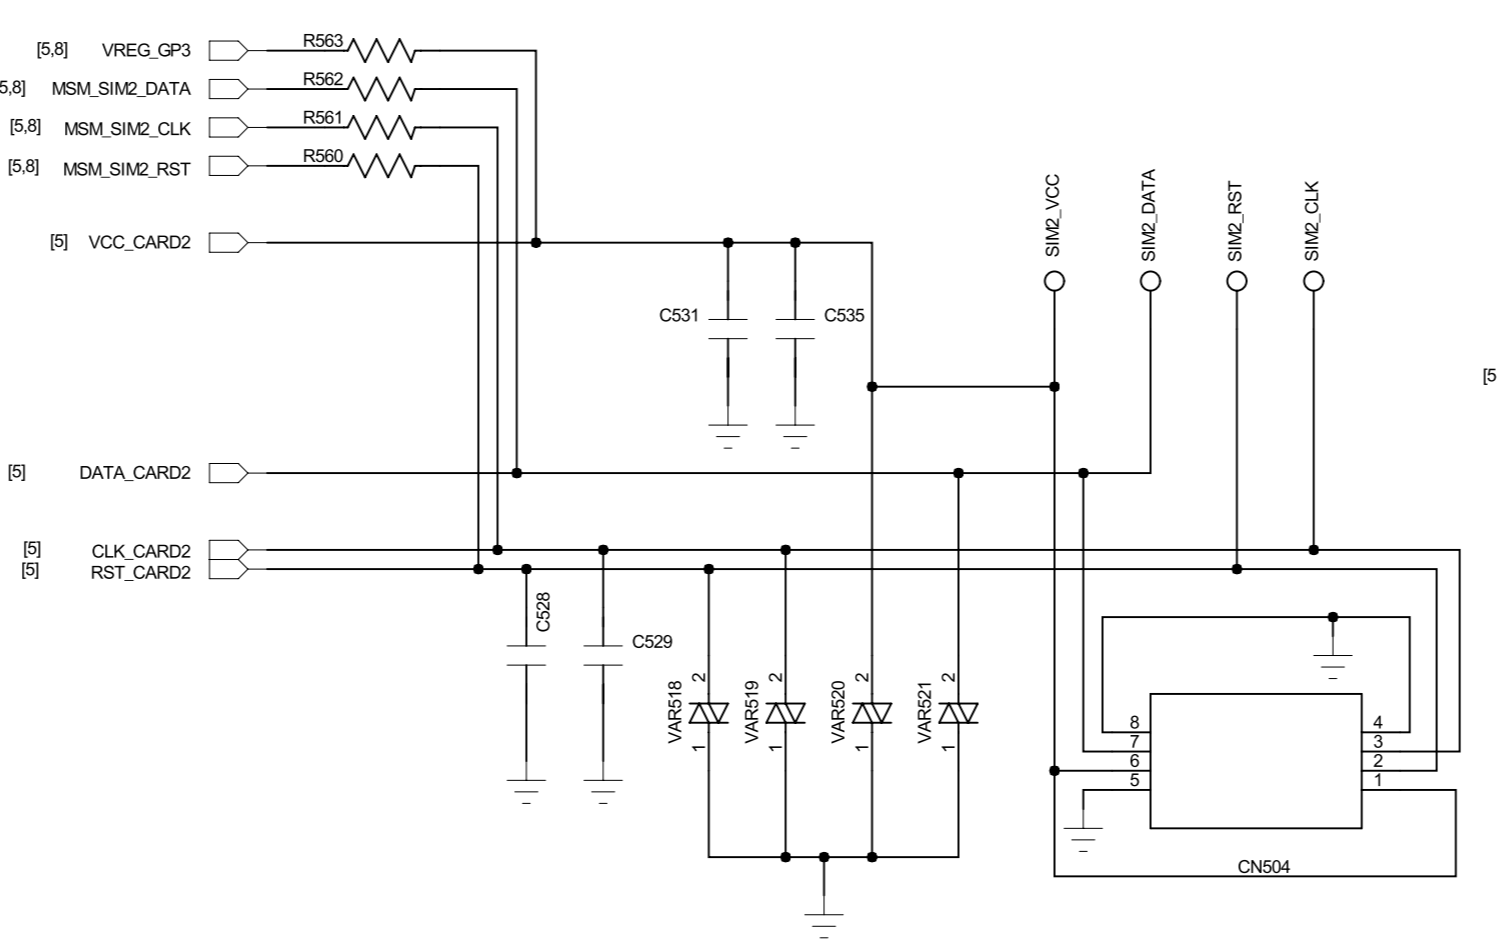 [5,8] VREG_GP3 R563
5,8] MSM_SIM2_DATA R562
[5,8] MSM_SIM2_CLK R561
[5,8] MSM_SIM2_RST R560
[5] VCC_CARD2
SIM2_VCC
SIM2_DATA
SIM2_RST
SIM2_CLK
C531 C535
[5
[5] DATA_CARD2
[5] CLK_CARD2
[5] RST_CARD2
C528
C529
VAR518 2 1
VAR519 2 1
VAR520 2 1
VAR521 2 1
8 4
7 3
6 2
5 1
CN504